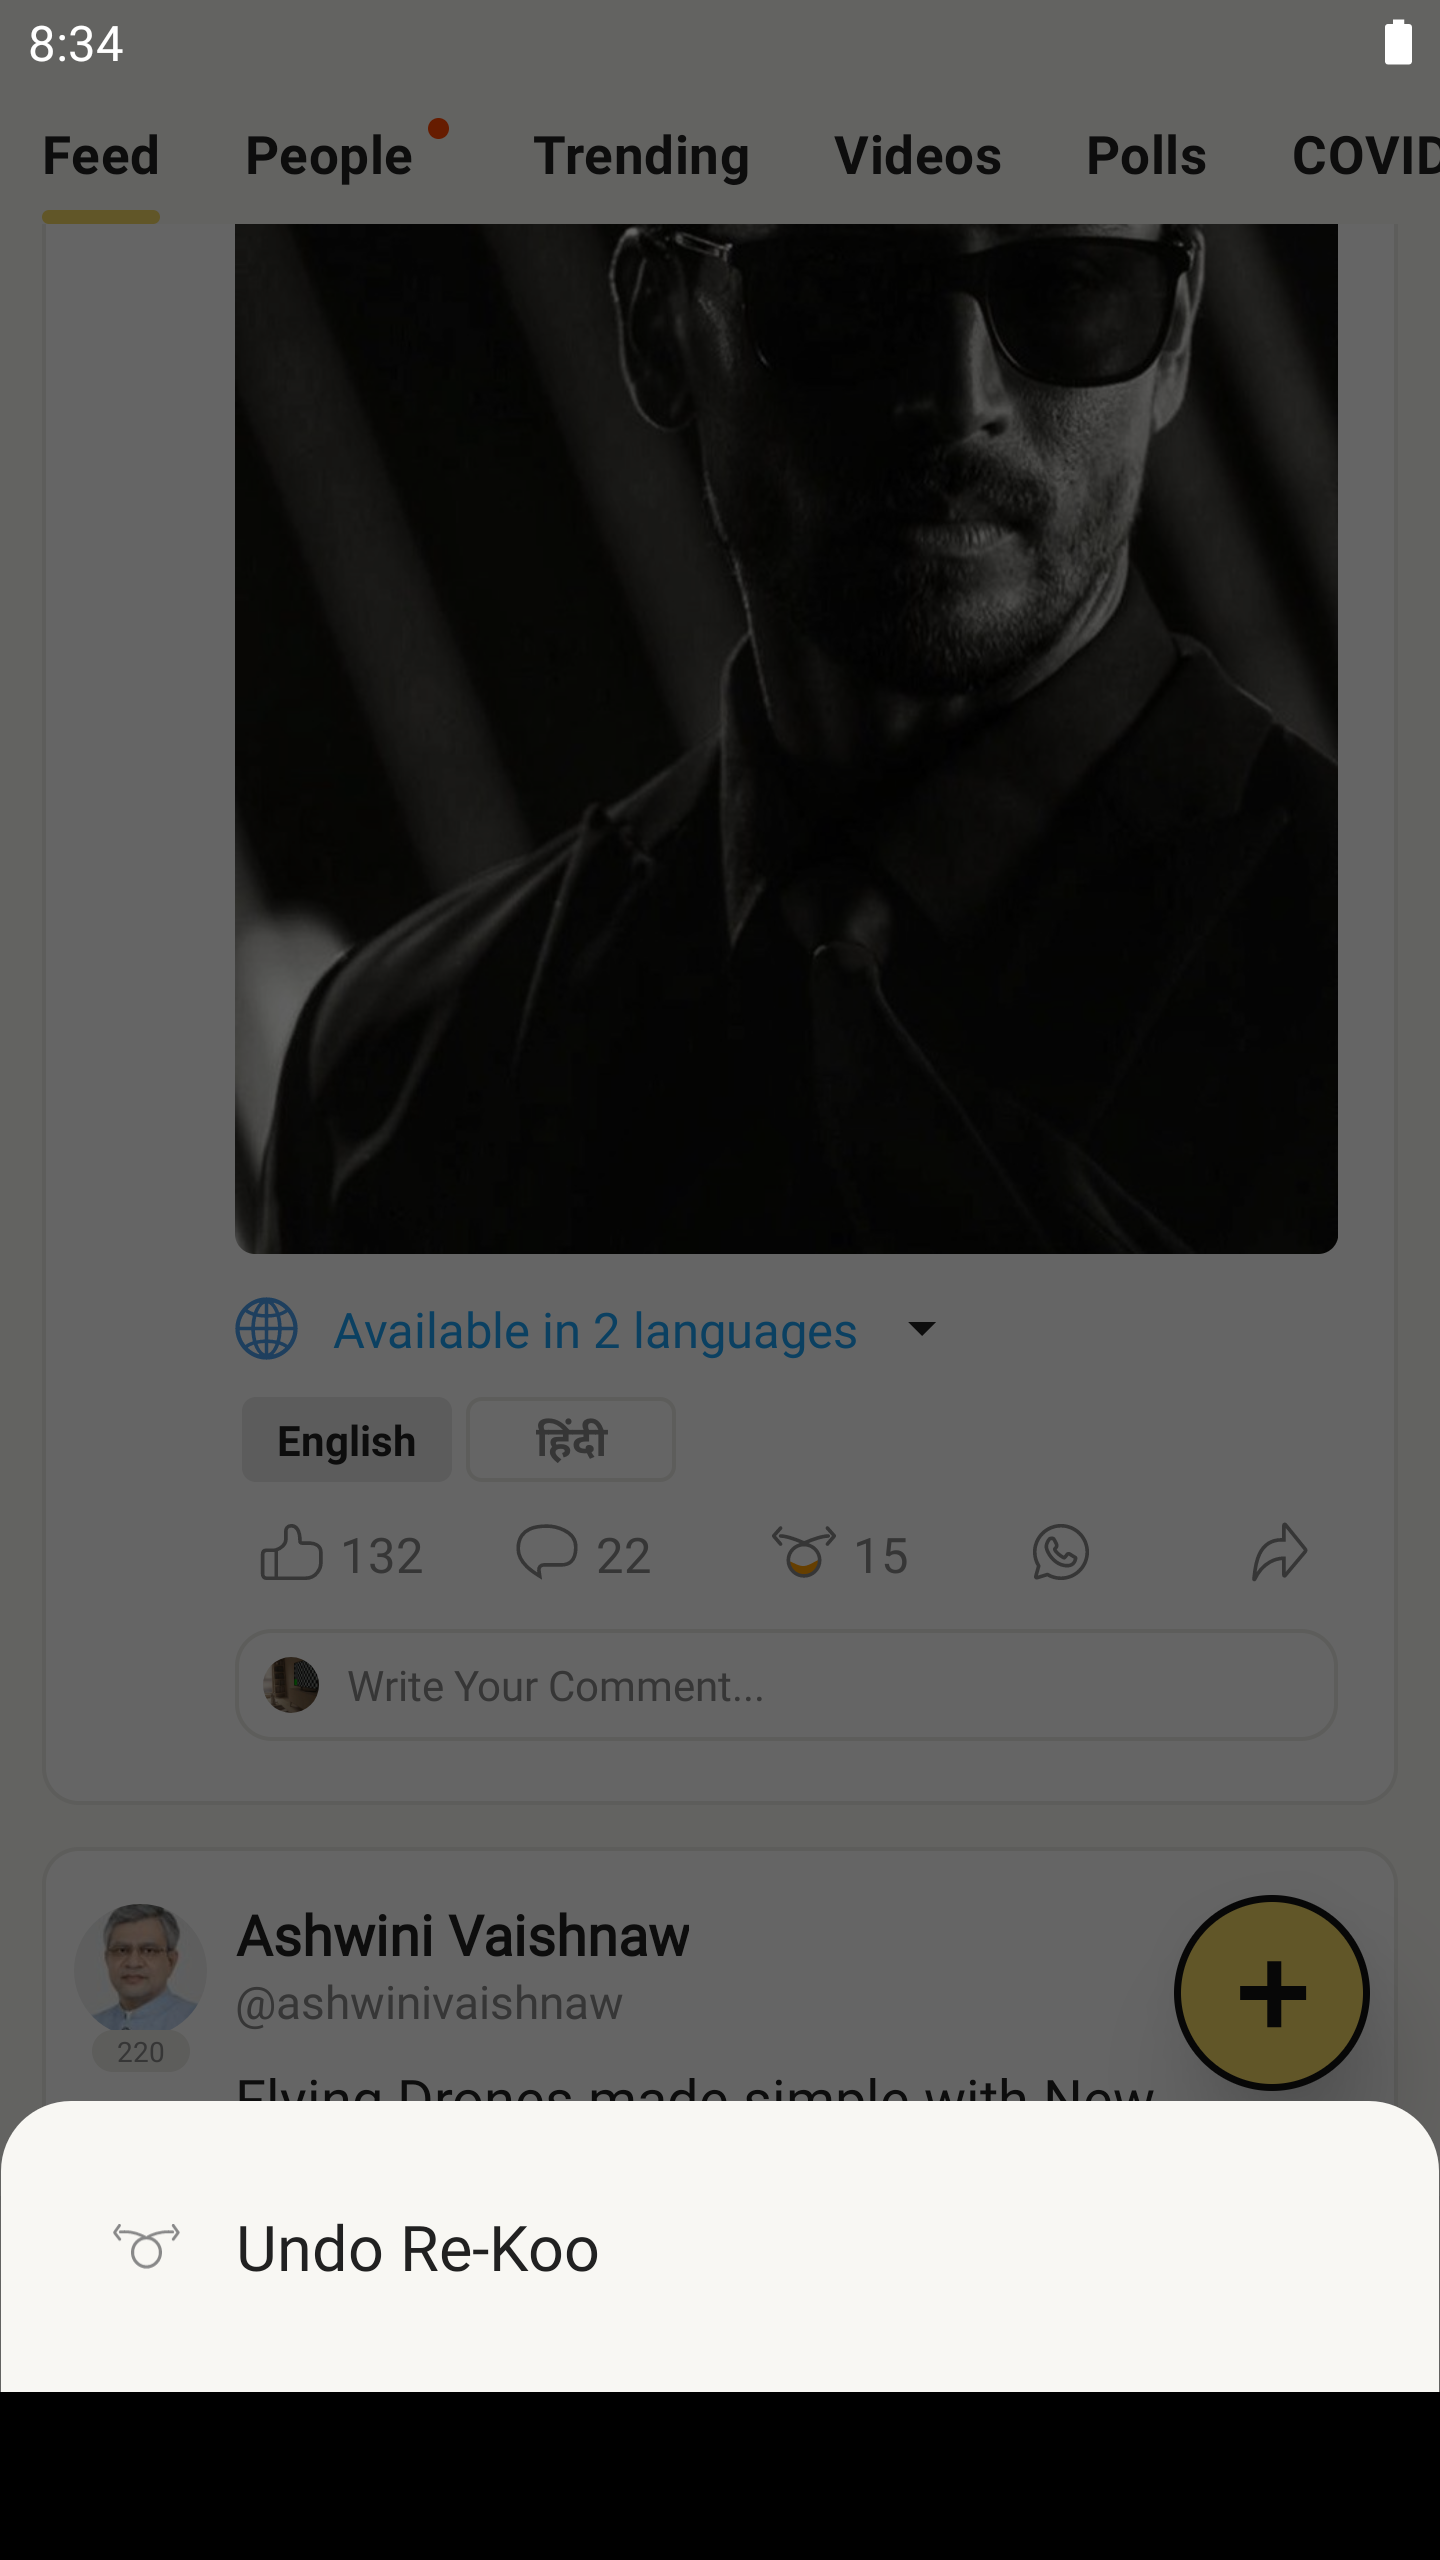 8:34
Feed People Trending Videos Polls COVID
Available in 2 languages
English हिंदी
132 22 15
Write Your Comment...
Ashwini Vaishnaw
@ashwinivaishnaw
220
Flying Drones made simple with New
Undo Re-Koo